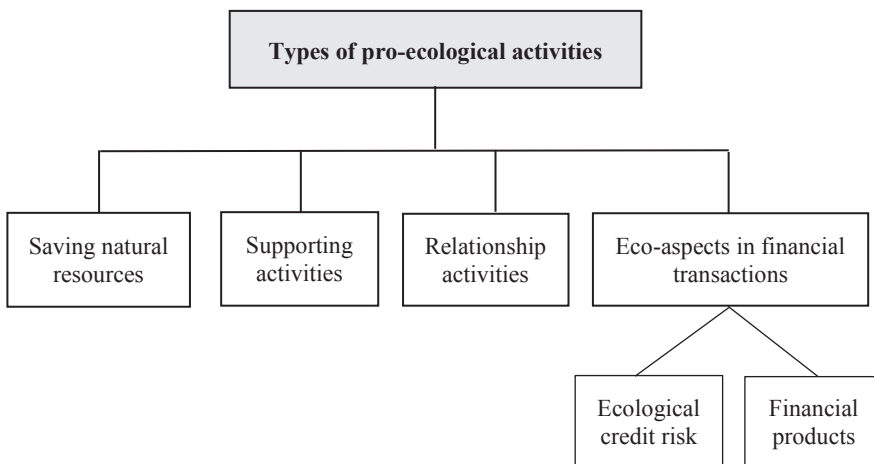 Types of pro-ecological activities
Saving natural
resources
Supporting
activities
Relationship
activities
Eco-aspects in financial
transactions
Ecological
credit risk
Financial
products